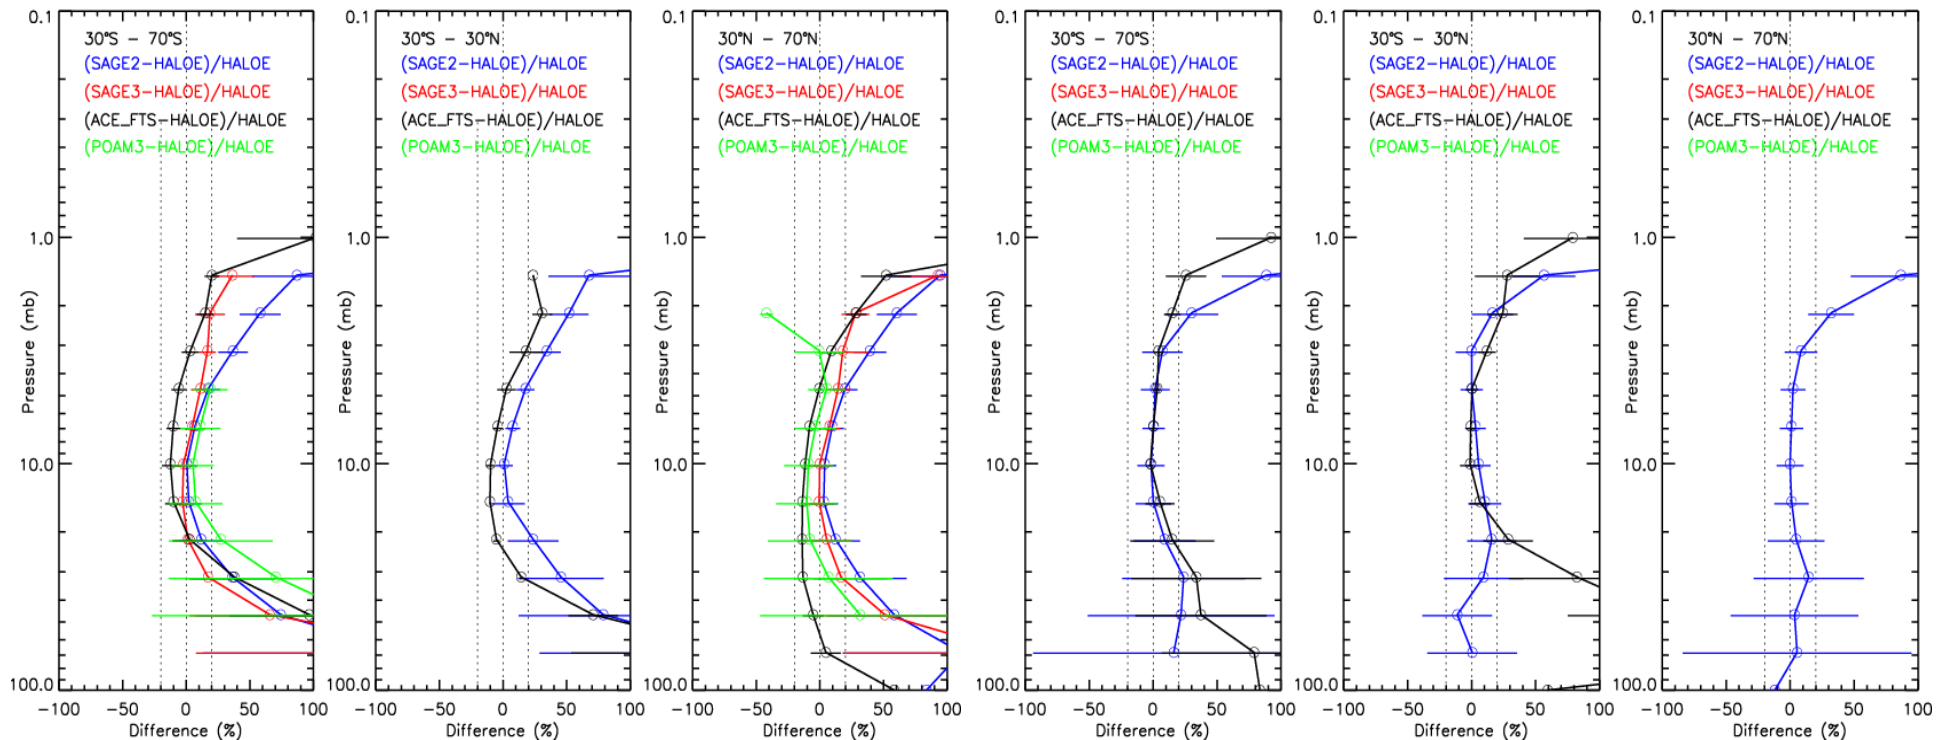 0.1
1.0
10.0
100.0
Pressure (mb)
30°S – 70°S
(SAGE2–HALOE)/HALOE
(SAGE3–HALOE)/HALOE
(ACE_FTS–HALOE)/HALOE
(POAM3–HALOE)/HALOE
−100 −50 0 50 100
Difference (%)
0.1
1.0
10.0
100.0
Pressure (mb)
30°S – 30°N
(SAGE2–HALOE)/HALOE
(SAGE3–HALOE)/HALOE
(ACE_FTS–HALOE)/HALOE
(POAM3–HALOE)/HALOE
−100 −50 0 50 100
Difference (%)
0.1
1.0
10.0
100.0
Pressure (mb)
30°N – 70°N
(SAGE2–HALOE)/HALOE
(SAGE3–HALOE)/HALOE
(ACE_FTS–HALOE)/HALOE
(POAM3–HALOE)/HALOE
−100 −50 0 50 100
Difference (%)
0.1
1.0
10.0
100.0
Pressure (mb)
30°S – 70°S
(SAGE2–HALOE)/HALOE
(SAGE3–HALOE)/HALOE
(ACE_FTS–HALOE)/HALOE
(POAM3–HALOE)/HALOE
−100 −50 0 50 100
Difference (%)
0.1
1.0
10.0
100.0
Pressure (mb)
30°S – 30°N
(SAGE2–HALOE)/HALOE
(SAGE3–HALOE)/HALOE
(ACE_FTS–HALOE)/HALOE
(POAM3–HALOE)/HALOE
−100 −50 0 50 100
Difference (%)
0.1
1.0
10.0
100.0
Pressure (mb)
30°N – 70°N
(SAGE2–HALOE)/HALOE
(SAGE3–HALOE)/HALOE
(ACE_FTS–HALOE)/HALOE
(POAM3–HALOE)/HALOE
−100 −50 0 50 100
Difference (%)